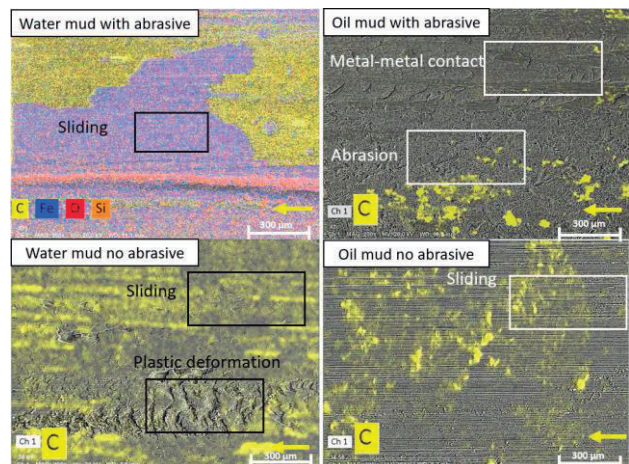 Water mud with abrasive
Sliding
C Fe O Si
300 µm
Oil mud with abrasive
Metal-metal contact
Abrasion
Ch 1 C
300 µm
Water mud no abrasive
Sliding
Plastic deformation
Ch 1 C
300 µm
Oil mud no abrasive
Sliding
Ch 1 C
300 µm